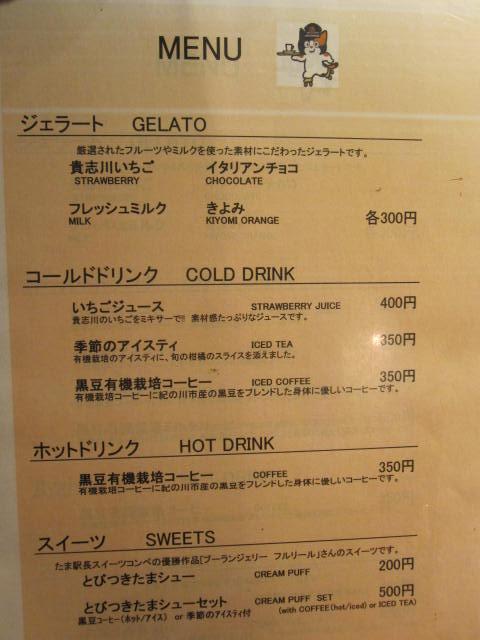 MENU
ジェラート GELATO
厳選されたフルーツやミルクを使った素材にこだわったジェラートです。
貴志川いちご イタリアンチョコ
STRAWBERRY CHOCOLATE
フレッシュミルク きよみ 各300円
MILK KIYOMI ORANGE
コールドドリンク COLD DRINK
いちごジュース STRAWBERRY JUICE 400円
貴志川のいちごをミキサーで!! 素材感たっぷりなジュースです。
季節のアイスティ ICED TEA 350円
有機栽培のアイスティに、旬の柑橘のスライスを添えました。
黒豆有機栽培コーヒー ICED COFFEE 350円
有機栽培コーヒーに紀の川市産の黒豆をブレンドした身体に優しいコーヒーです。
ホットドリンク HOT DRINK
黒豆有機栽培コーヒー COFFEE 350円
有機栽培コーヒーに紀の川市産の黒豆をブレンドした身体に優しいコーヒーです。
スイーツ SWEETS
たま駅長スイーツコンペの優勝作品[ブーランジェリー フルリール]さんのスイーツです。
とびつきたまシュー CREAM PUFF 200円
とびつきたまシューセット CREAM PUFF SET 500円
黒豆コーヒー(ホット/アイス) or 季節のアイスティ付 (with COFFEE(hot/iced) or ICED TEA)